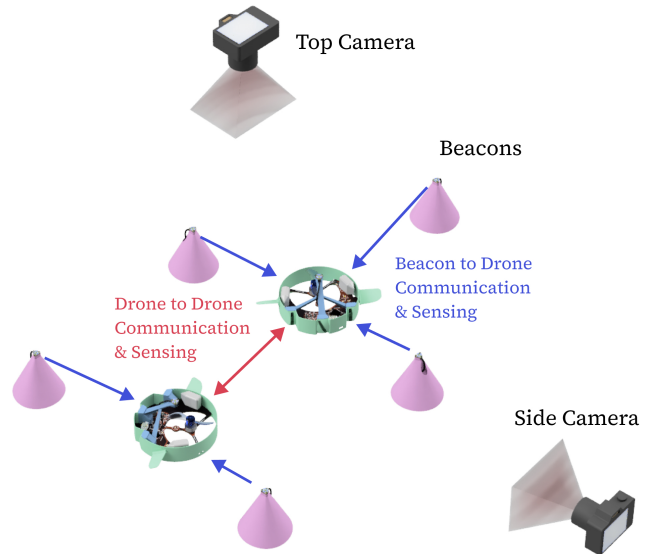 Top Camera
Beacons
Beacon to Drone
Communication
& Sensing
Drone to Drone
Communication
& Sensing
Side Camera